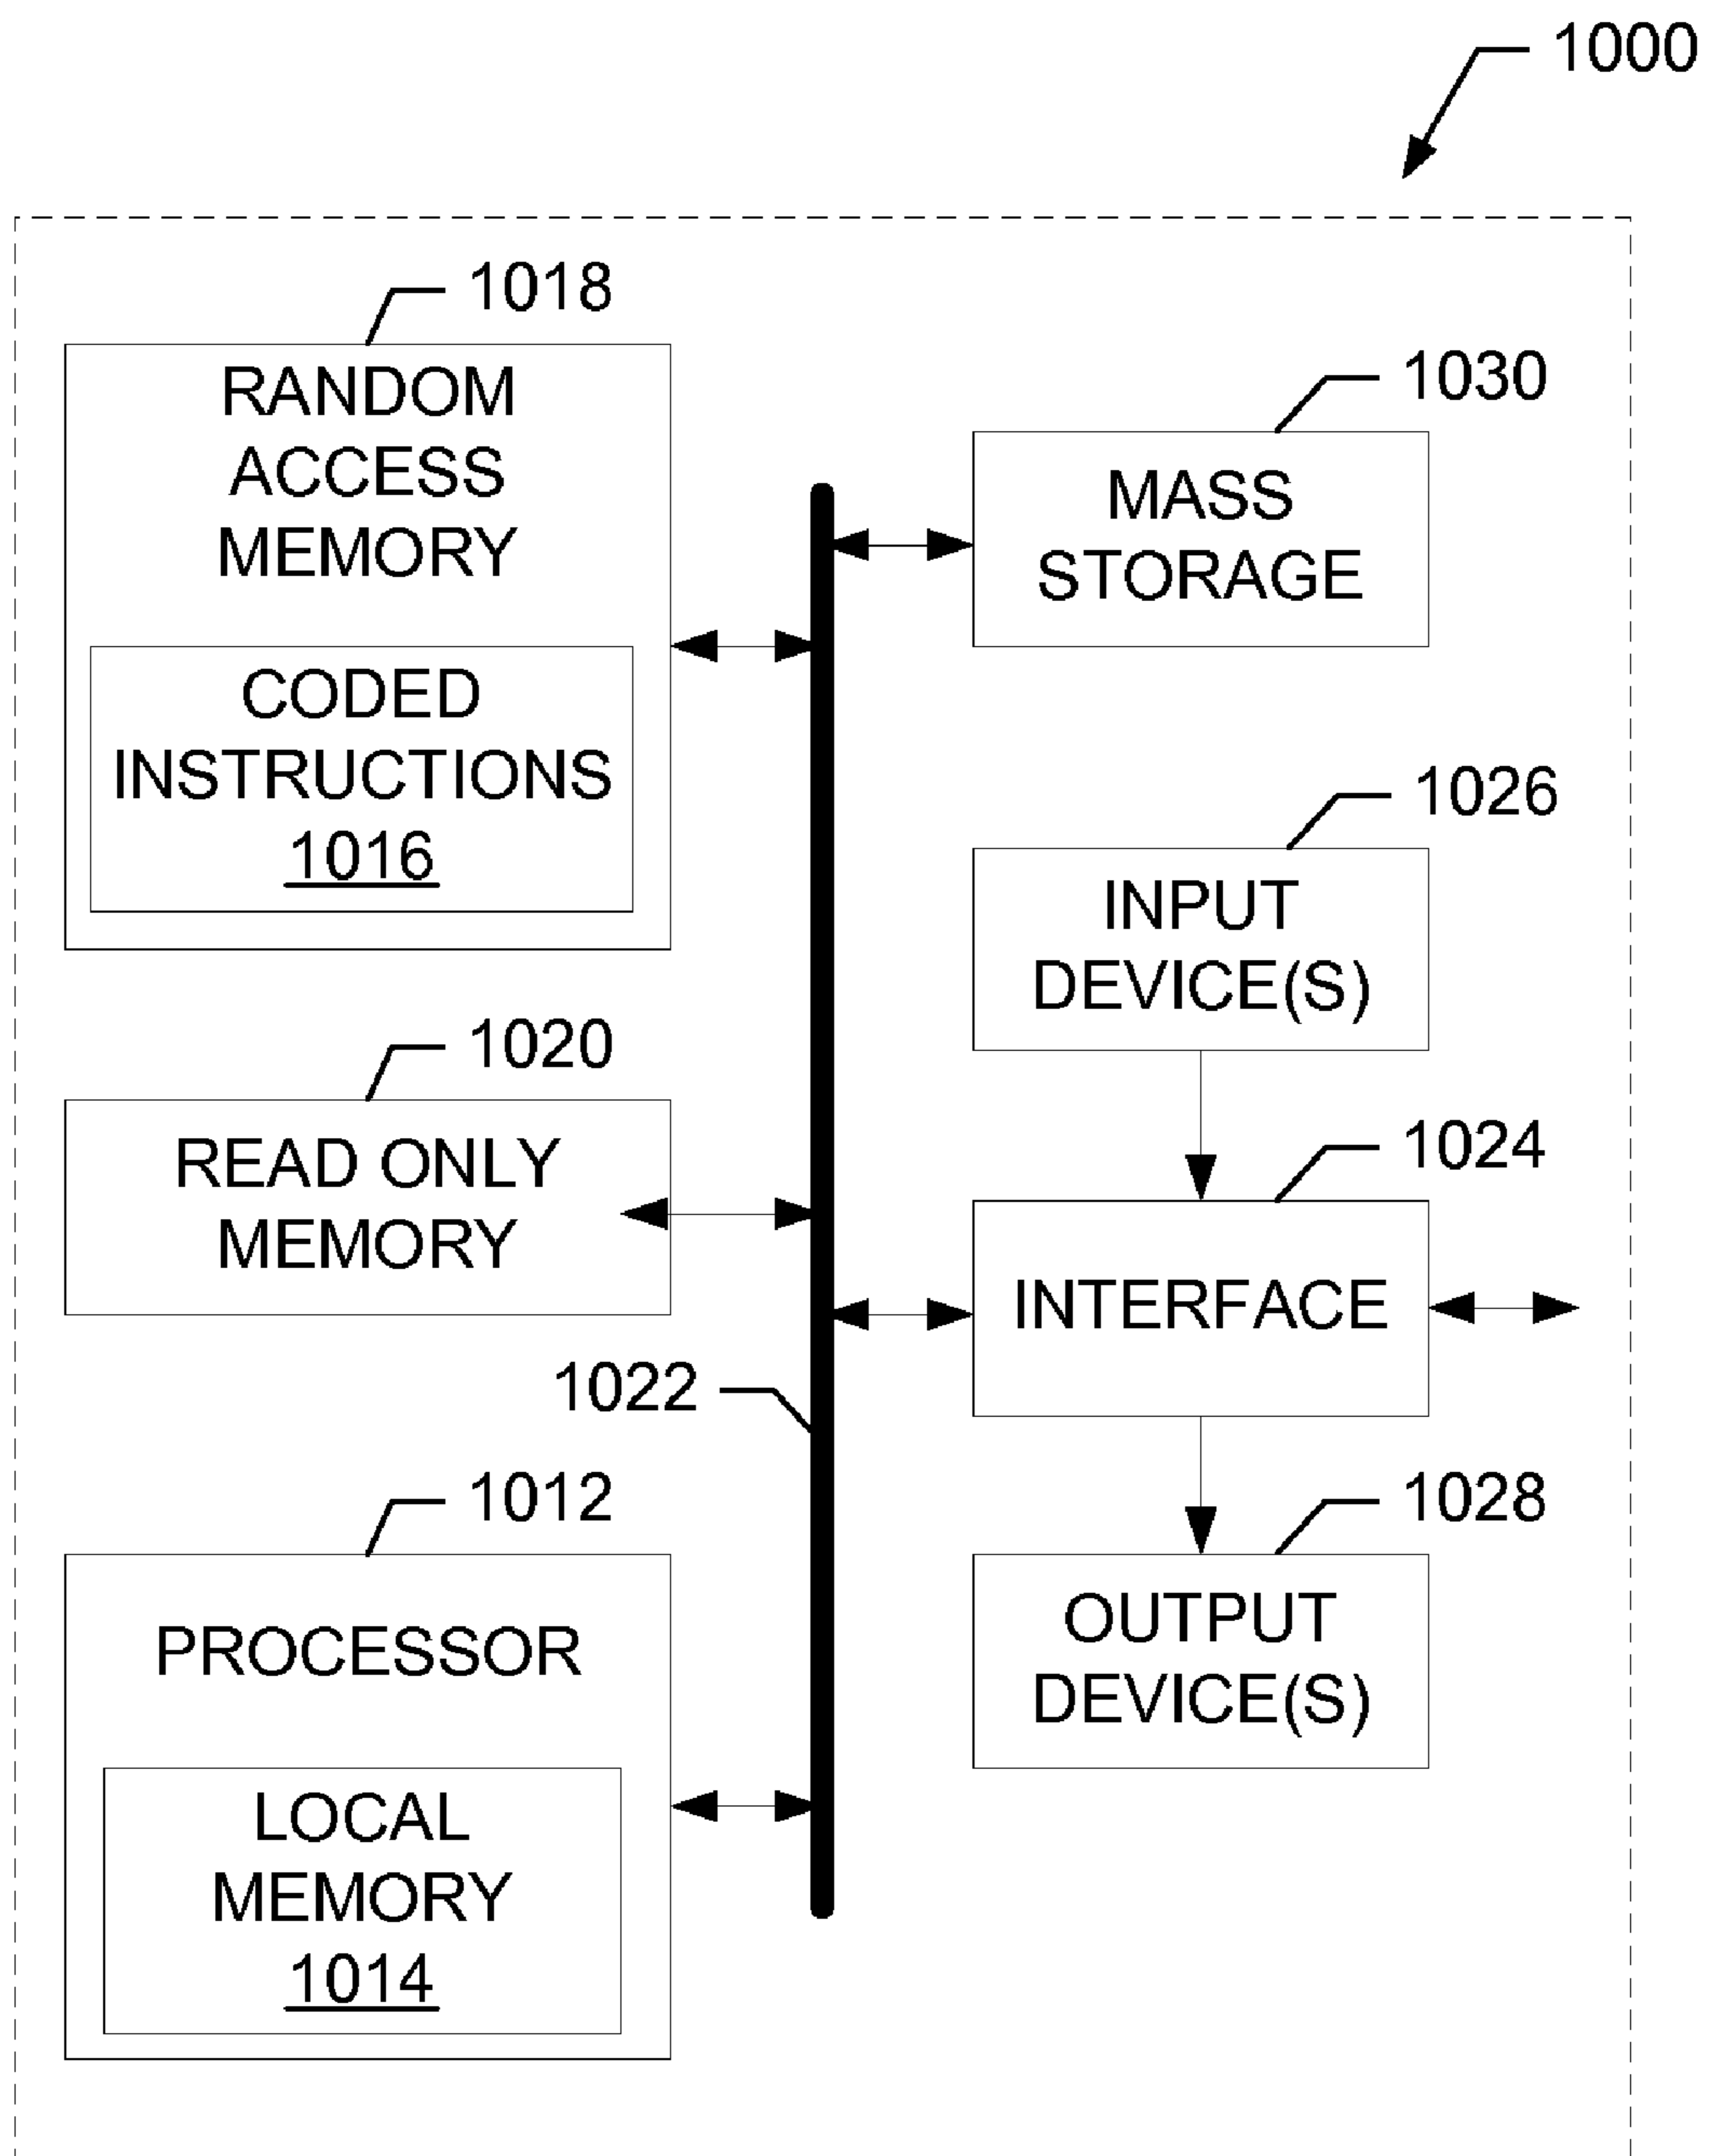 1000
1018
RANDOM
ACCESS
MEMORY
CODED
INSTRUCTIONS
1016
1030
MASS
STORAGE
1026
INPUT
DEVICE(S)
1020
READ ONLY
MEMORY
1024
INTERFACE
1022
1012
PROCESSOR
LOCAL
MEMORY
1014
1028
OUTPUT
DEVICE(S)